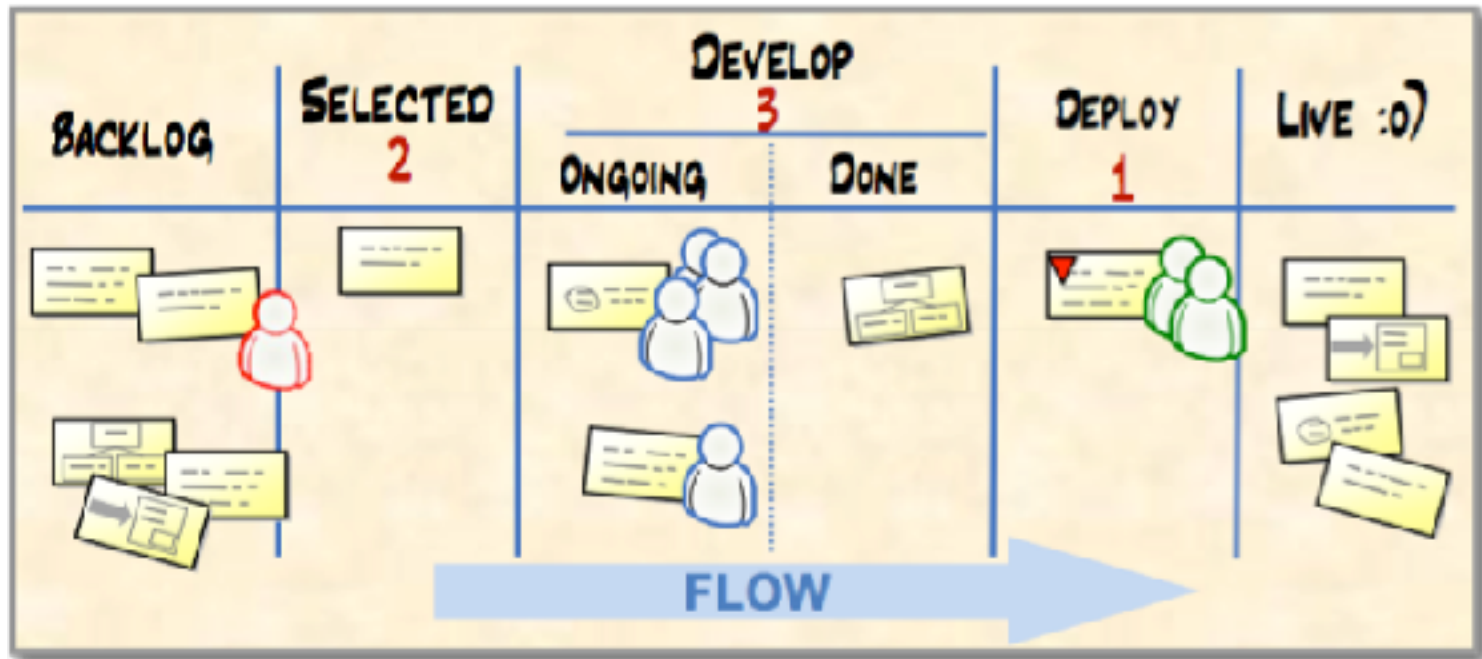 BACKLOG
SELECTED
2
DEVELOP
3
ONGOING
DONE
DEPLOY
1
LIVE :o)
FLOW